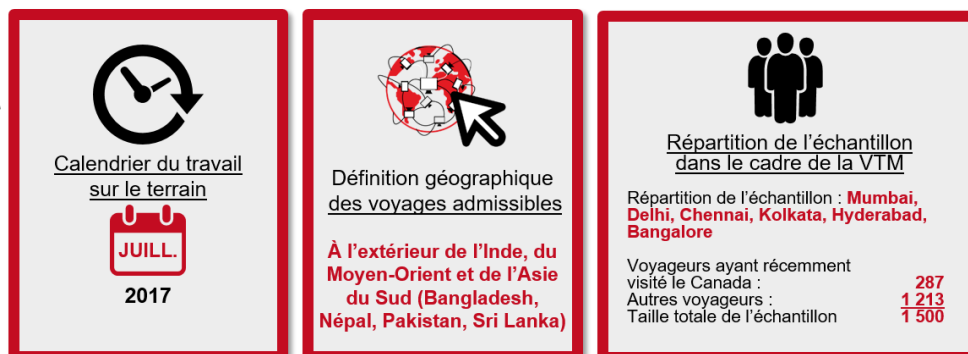 Calendrier du travail
sur le terrain
JUILL.
2017
Définition géographique
des voyages admissibles
À l'extérieur de l'Inde, du
Moyen-Orient et de l'Asie
du Sud (Bangladesh,
Népal, Pakistan, Sri Lanka)
Répartition de l'échantillon
dans le cadre de la VTM
Répartition de l'échantillon : Mumbai,
Delhi, Chennai, Kolkata, Hyderabad,
Bangalore
Voyageurs ayant récemment
visité le Canada : 287
Autres voyageurs : 1 213
Taille totale de l'échantillon 1 500